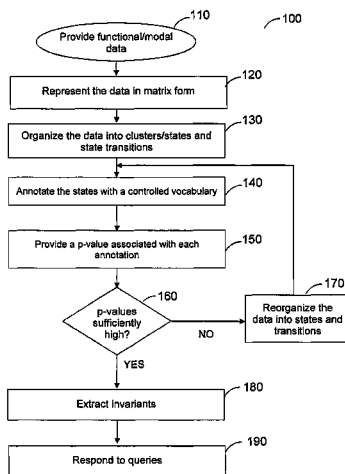 110
100
Provide functional/modal
data
120
Represent the data in matrix form
130
Organize the data into clusters/states and
state transitions
140
Annotate the states with a controlled vocabulary
150
Provide a p-value associated with each
annotation
160
p-values
sufficiently
high?
NO
170
Reorganize
the data into states and
transitions
YES
180
Extract invariants
190
Respond to queries